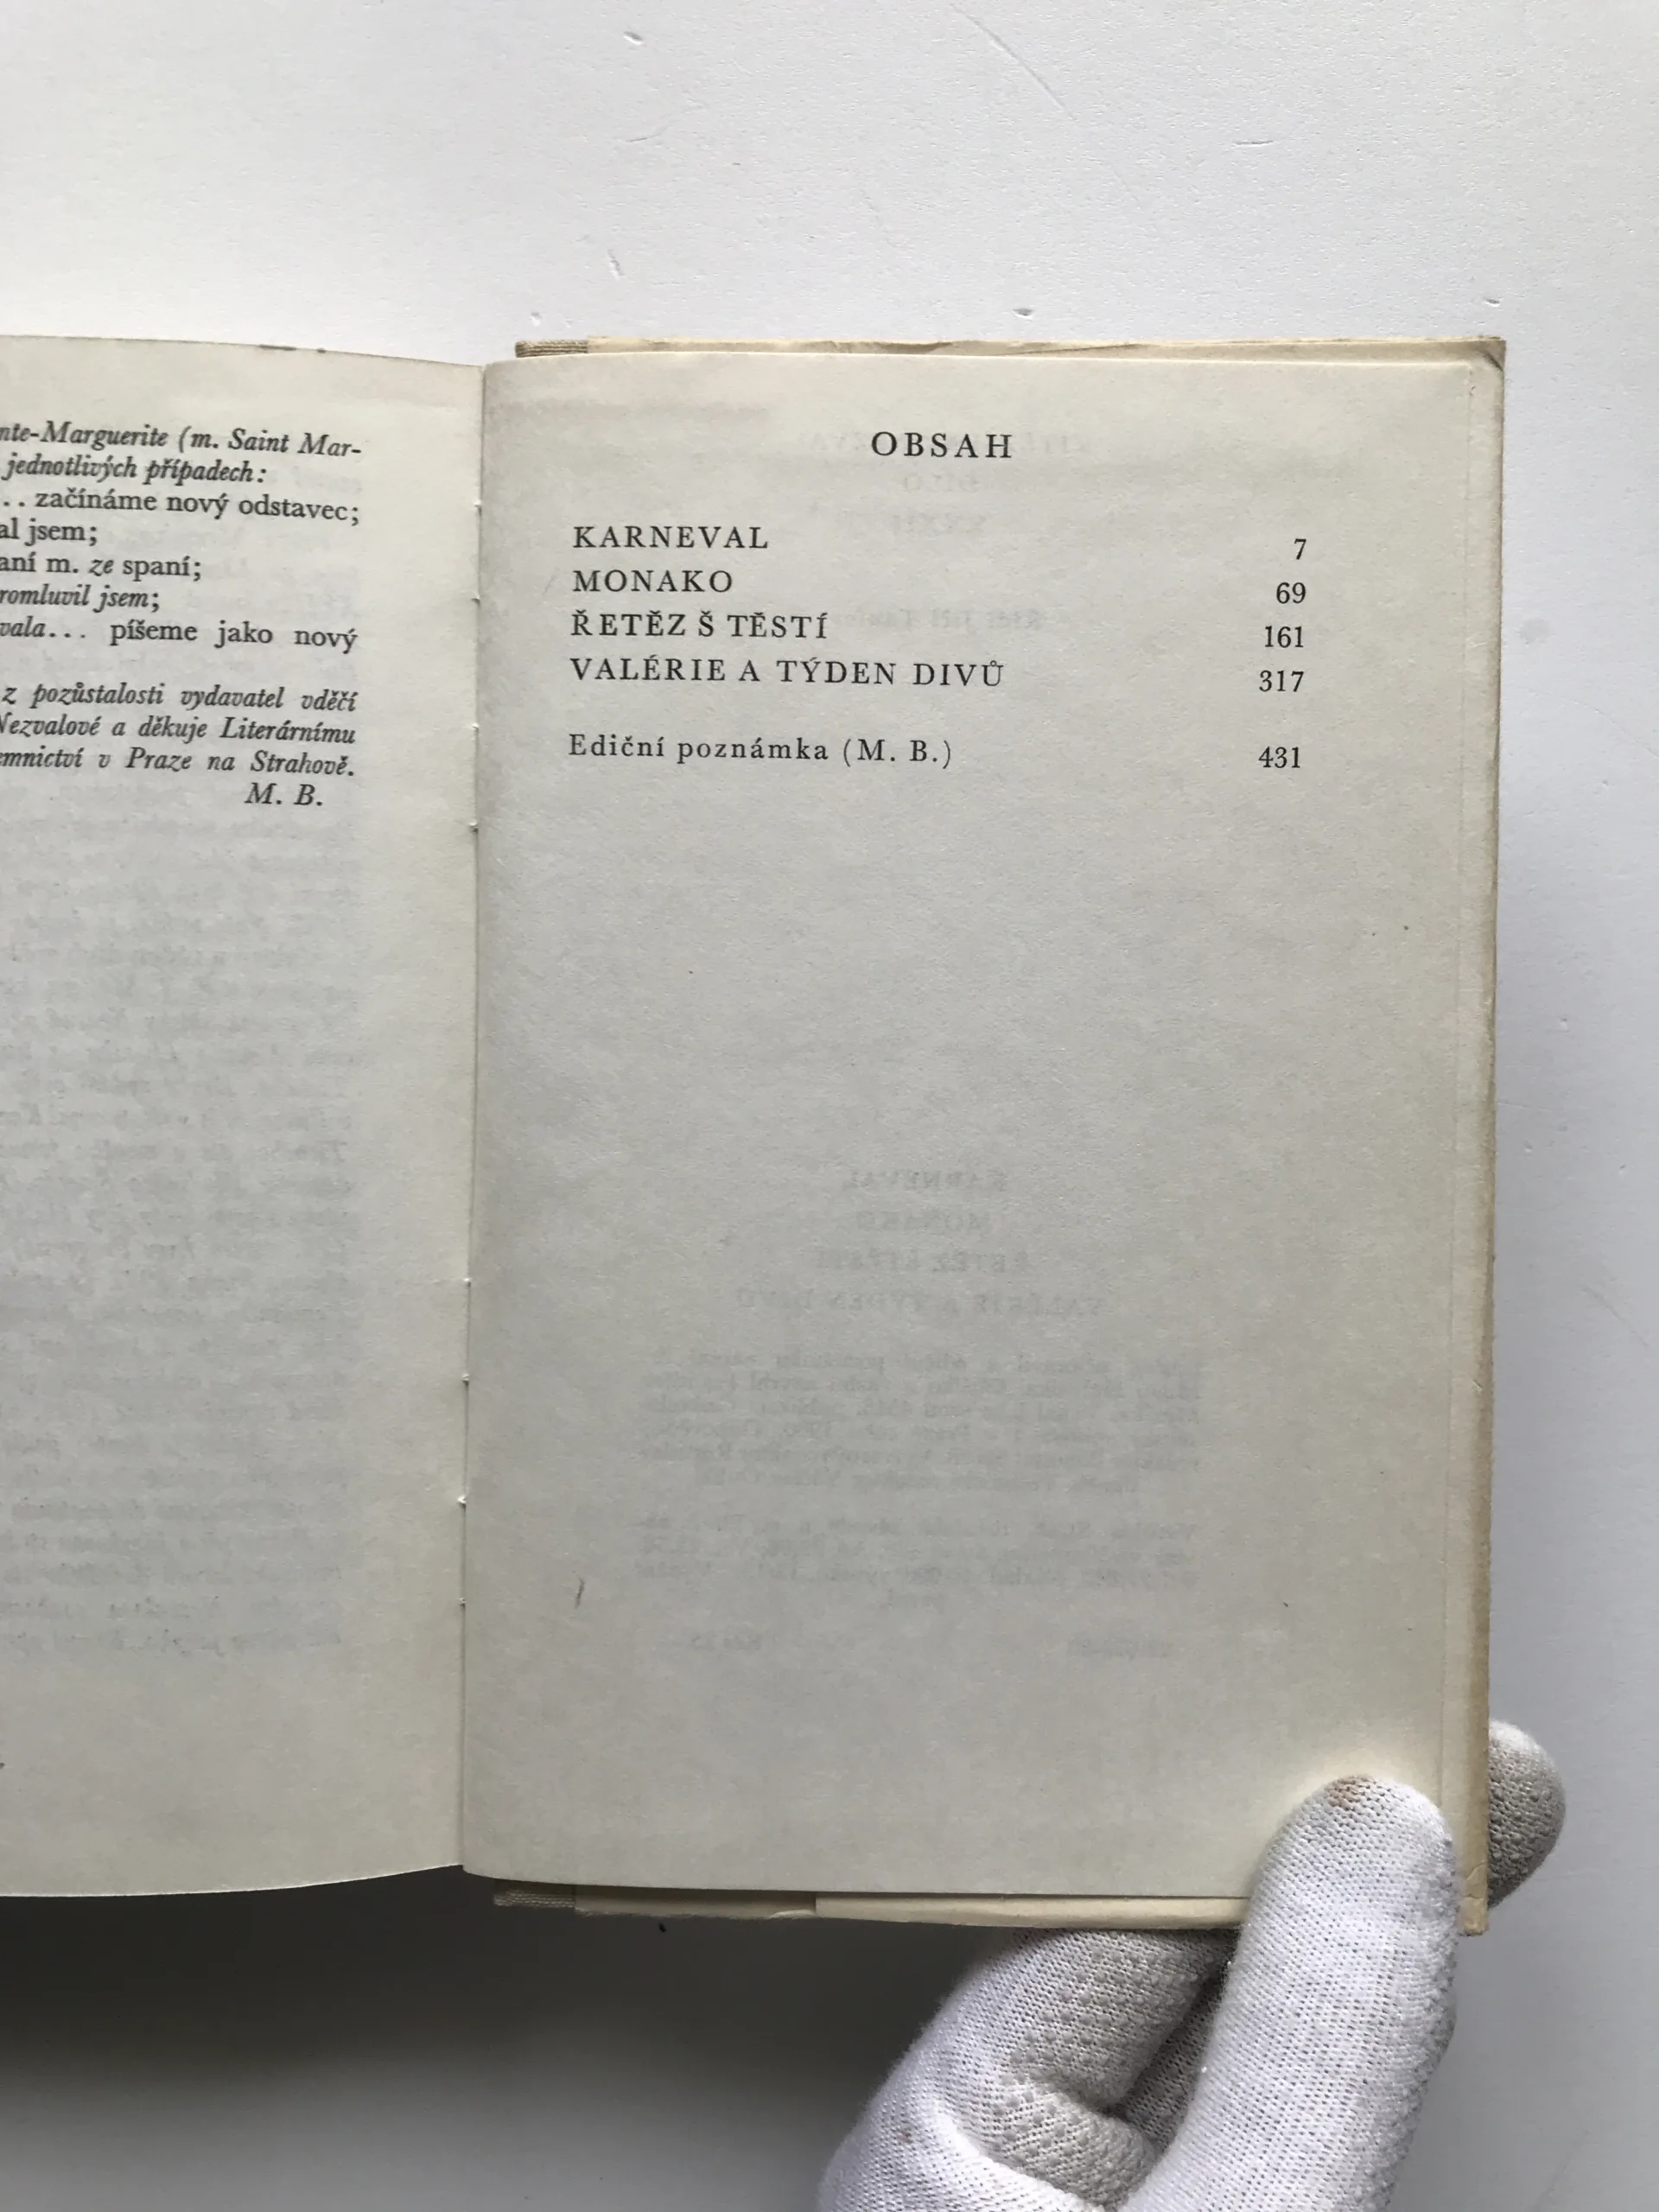 nte-Marguerite (m. Saint Mar-
jednotlivých případech:
.. začínáme nový odstavec;
al jsem;
aní m. ze spaní;
romluvil jsem;
vala... píšeme jako nový
z pozůstalosti vydavatel vděčí
Nezvalové a děkuje Literárnímu
emnictví v Praze na Strahově.
M. B.
OBSAH
KARNEVAL 7
MONAKO 69
ŘETĚZ Š TĚSTÍ 161
VALÉRIE A TÝDEN DIVŮ 317
Ediční poznámka (M. B.) 431